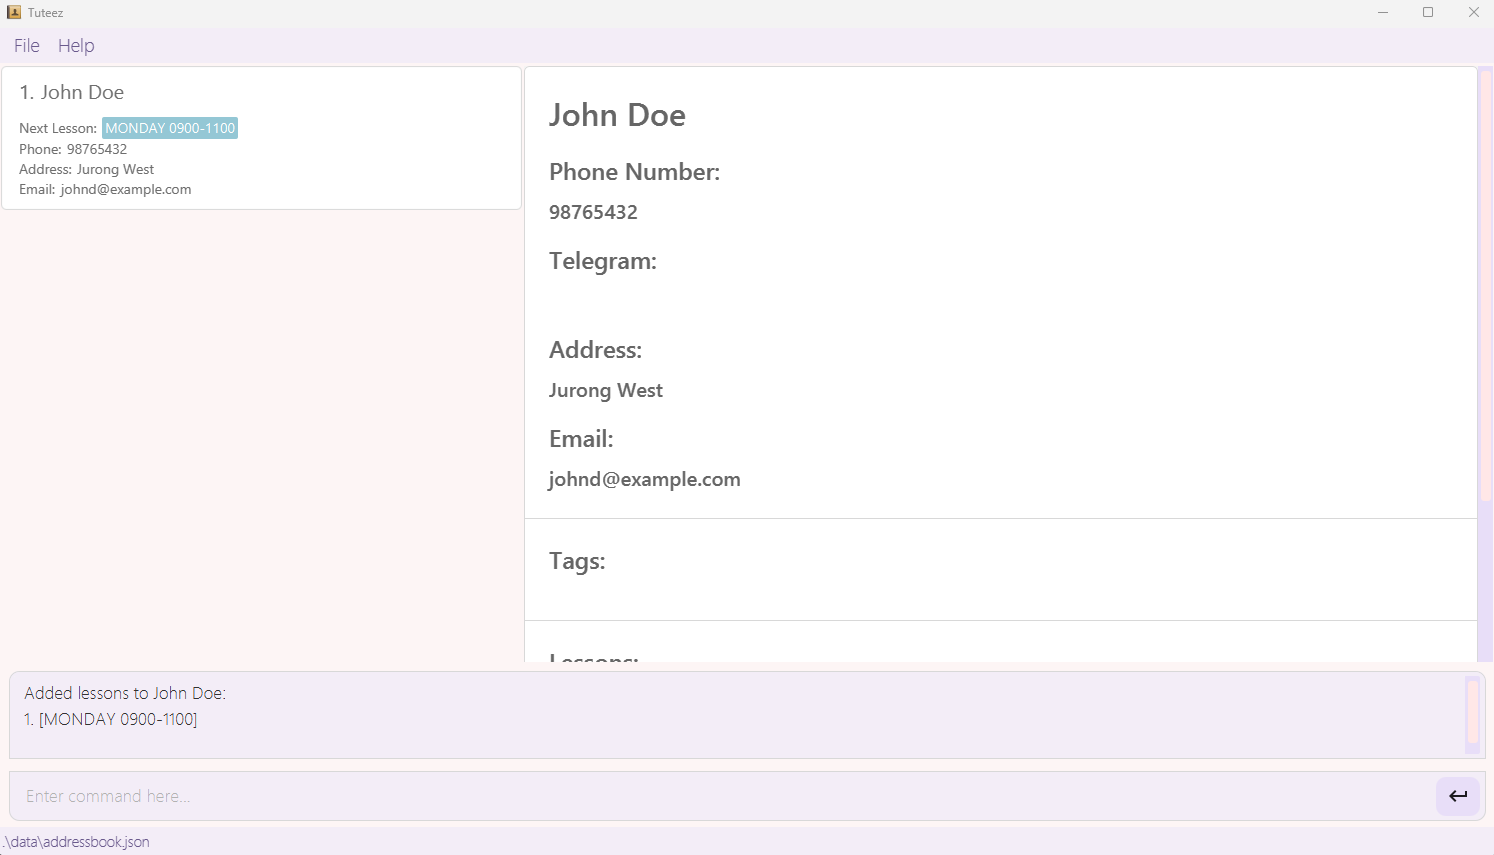 Tuteez
File Help
1. John Doe
Next Lesson: MONDAY 0900-1100
Phone: 98765432
Address: Jurong West
Email: johnd@example.com
John Doe
Phone Number:
98765432
Telegram:
Address:
Jurong West
Email:
johnd@example.com
Tags:
Lessons:
Added lessons to John Doe:
1. [MONDAY 0900-1100]
Enter command here...
.\data\addressbook.json